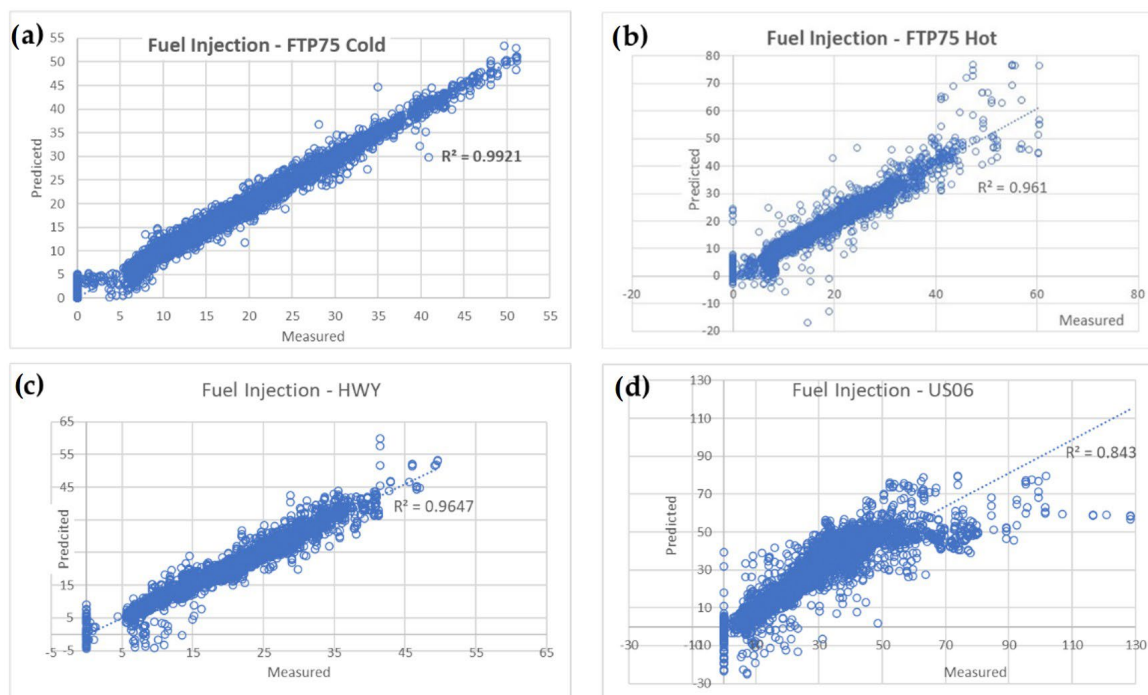 (a)
Fuel Injection - FTP75 Cold
55
50
45
40
35
30
25
20
15
10
5
0
Predicetd
R² = 0.9921
0 5 10 15 20 25 30 35 40 45 50 55
Measured
(b)
Fuel Injection - FTP75 Hot
80
70
60
50
40
30
20
10
0
-10
-20
Predicted
R² = 0.961
-20 0 20 40 60 80
Measured
(c)
Fuel Injection - HWY
65
55
45
15
5
-5
Predcited
R² = 0.9647
-5 5 15 25 35 45 55 65
Measured
(d)
Fuel Injection - US06
130
110
90
70
50
30
10
-10
-30
Predicted
R² = 0.843
-30 -10 10 30 50 70 90 110 130
Measured